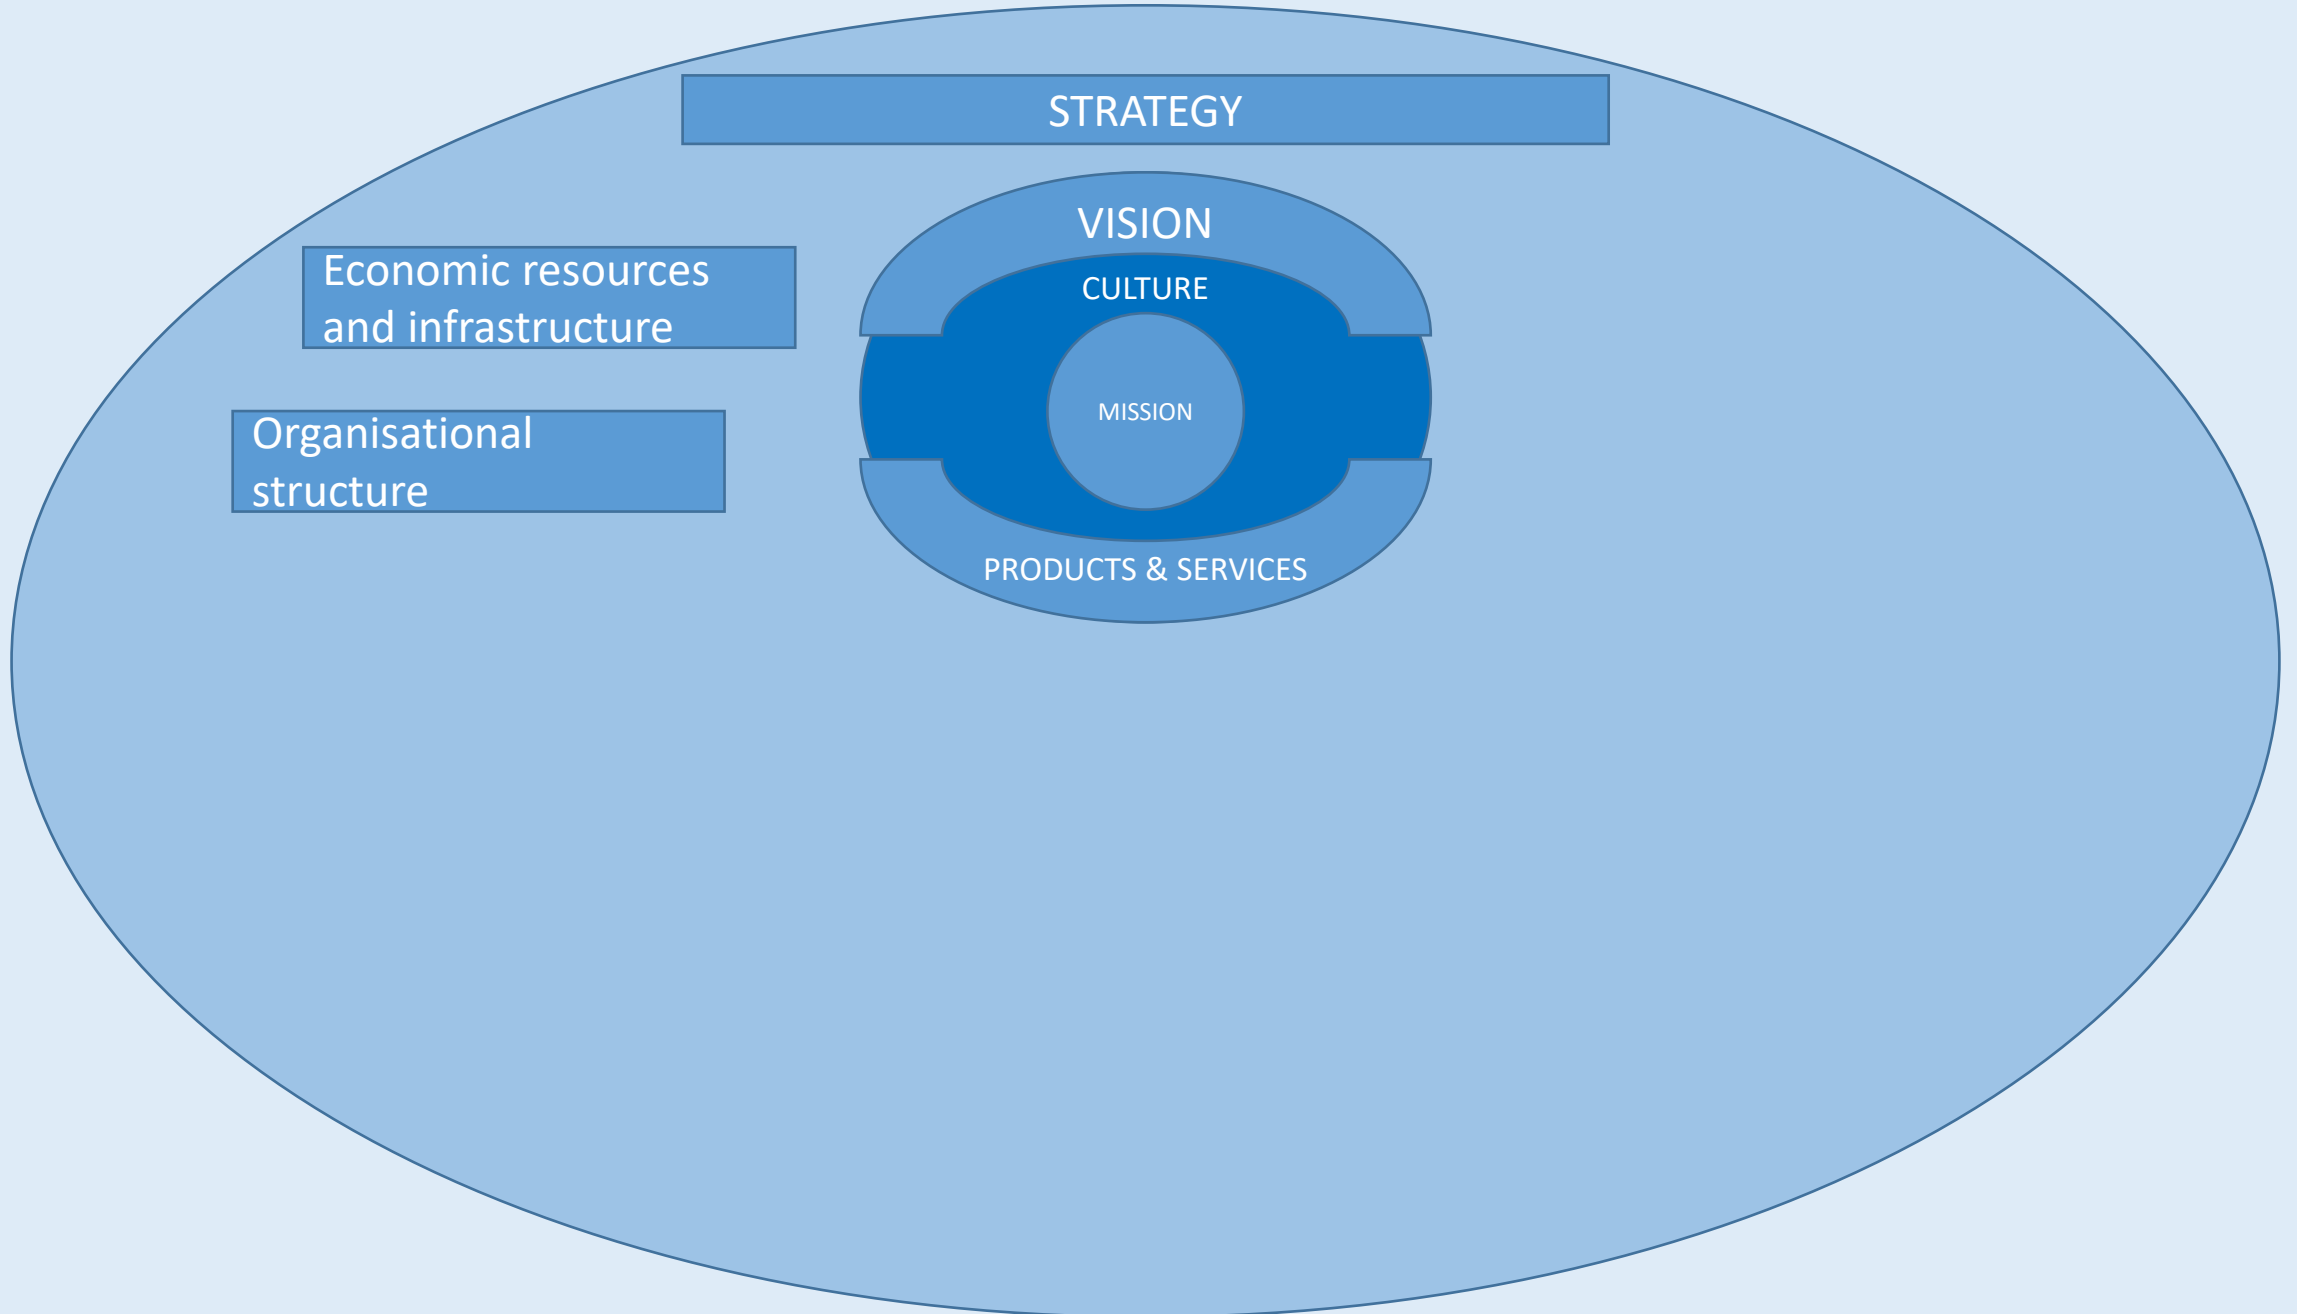 STRATEGY
VISION
Economic resources
and infrastructure
CULTURE
MISSION
Organisational
structure
PRODUCTS & SERVICES